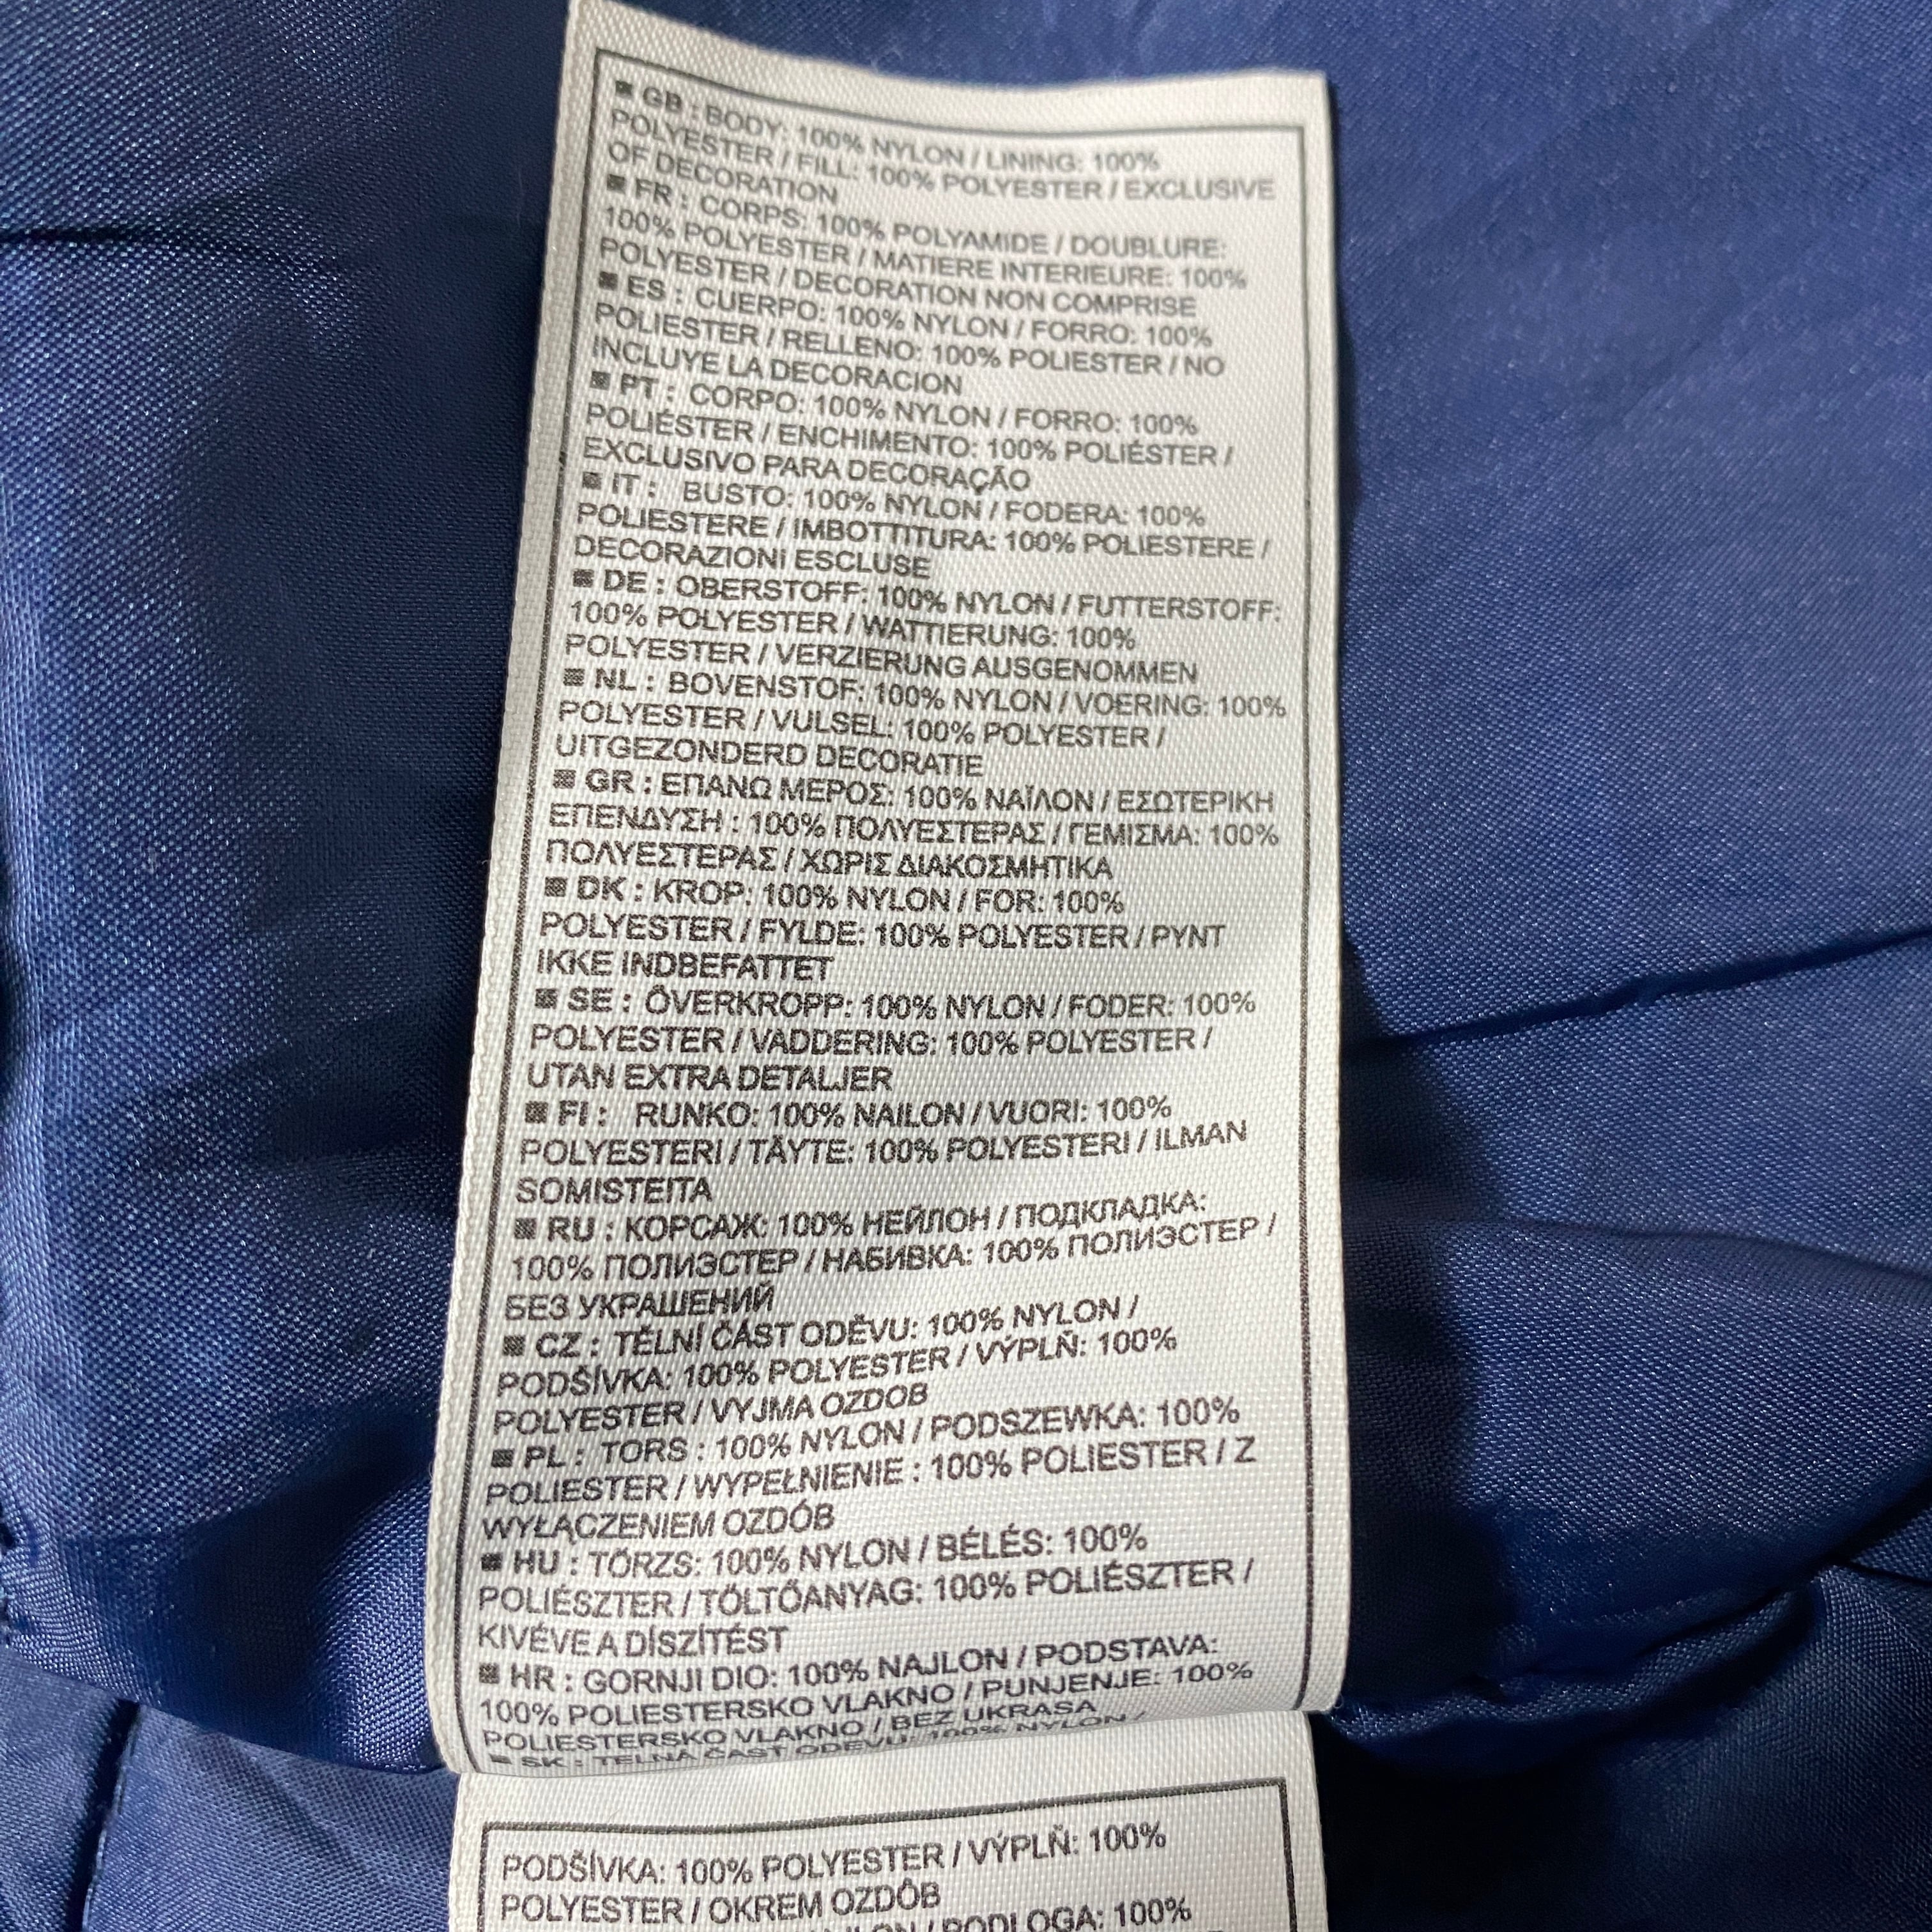 GB : BODY: 100% NYLON / LINING: 100%
POLYESTER / FILL: 100% POLYESTER / EXCLUSIVE
OF DECORATION
FR : CORPS: 100% POLYAMIDE / DOUBLURE:
100% POLYESTER / MATIERE INTERIEURE: 100%
POLYESTER / DECORATION NON COMPRISE
ES : CUERPO: 100% NYLON / FORRO: 100%
POLIESTER / RELLENO: 100% POLIESTER / NO
INCLUYE LA DECORACION
PT : CORPO: 100% NYLON / FORRO: 100%
POLIÉSTER / ENCHIMENTO: 100% POLIÉSTER /
EXCLUSIVO PARA DECORAÇÃO
IT : BUSTO: 100% NYLON / FODERA: 100%
POLIESTERE / IMBOTTITURA: 100% POLIESTERE /
DECORAZIONI ESCLUSE
DE : OBERSTOFF: 100% NYLON / FUTTERSTOFF:
100% POLYESTER / WATTIERUNG: 100%
POLYESTER / VERZIERUNG AUSGENOMMEN
NL : BOVENSTOF: 100% NYLON / VOERING: 100%
POLYESTER / VULSEL: 100% POLYESTER /
UITGEZONDERD DECORATIE
GR : ΕΠΑΝΩ ΜΕΡΟΣ: 100% ΝΑΪΛΟΝ / ΕΣΩΤΕΡΙΚΗ
ΕΠΕΝΔΥΣΗ : 100% ΠΟΛΥΕΣΤΕΡΑΣ / ΓΕΜΙΣΜΑ: 100%
ΠΟΛΥΕΣΤΕΡΑΣ / ΧΩΡΙΣ ΔΙΑΚΟΣΜΗΤΙΚΑ
DK : KROP: 100% NYLON / FOR: 100%
POLYESTER / FYLDE: 100% POLYESTER / PYNT
IKKE INDBEFATTET
SE : ÖVERKROPP: 100% NYLON / FODER: 100%
POLYESTER / VADDERING: 100% POLYESTER /
UTAN EXTRA DETALJER
FI : RUNKO: 100% NAILON / VUORI: 100%
POLYESTERI / TÄYTE: 100% POLYESTERI / ILMAN
SOMISTEITA
RU : КОРСАЖ: 100% НЕЙЛОН / ПОДКЛАДКА:
100% ПОЛИЭСТЕР / НАБИВКА: 100% ПОЛИЭСТЕР /
БЕЗ УКРАШЕНИЙ
CZ : TĚLNÍ ČÁST ODĚVU: 100% NYLON /
PODŠÍVKA: 100% POLYESTER / VÝPLŇ: 100%
POLYESTER / VYJMA OZDOB
PL : TORS : 100% NYLON / PODSZEWKA: 100%
POLIESTER / WYPEŁNIENIE : 100% POLIESTER / Z
WYŁĄCZENIEM OZDÓB
HU : TÖRZS: 100% NYLON / BÉLÉS: 100%
POLIÉSZTER / TÖLTŐANYAG: 100% POLIÉSZTER /
KIVÉVE A DÍSZÍTÉST
HR : GORNJI DIO: 100% NAJLON / PODSTAVA:
100% POLIESTERSKO VLAKNO / PUNJENJE: 100%
POLIESTERSKO VLAKNO / BEZ UKRASA
SK : TELNÁ ČASŤ ODEVU: 100% NYLON /
PODŠÍVKA: 100% POLYESTER / VÝPLŇ: 100%
POLYESTER / OKREM OZDÔB
PODLOGA: 100%